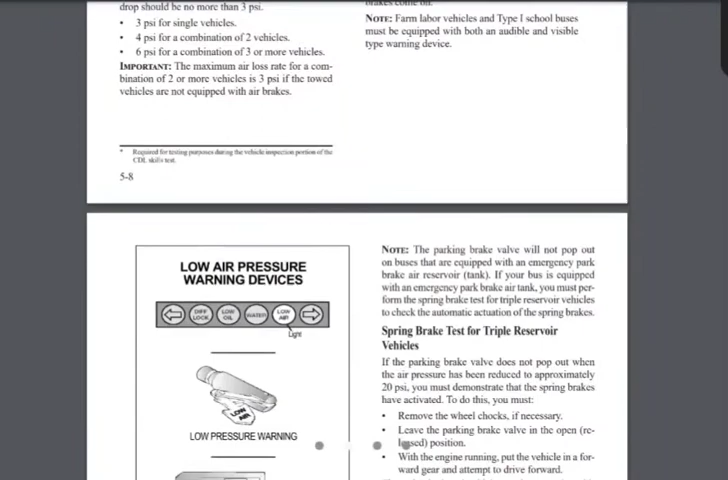 drop should be no more than 3 psi.
• 3 psi for single vehicles.
• 4 psi for a combination of 2 vehicles.
• 6 psi for a combination of 3 or more vehicles.
IMPORTANT: The maximum air loss rate for a com-
bination of 2 or more vehicles is 3 psi if the towed
vehicles are not equipped with air brakes.
* Required for testing purposes during the vehicle inspection portion of the
CDL skills test.
5-8
brakes come on.
NOTE: Farm labor vehicles and Type I school buses
must be equipped with both an audible and visible
type warning device.
LOW AIR PRESSURE
WARNING DEVICES
DIFF
LOCK
LOW
OIL
WATER
LOW
AIR
Light
LOW
AIR
LOW PRESSURE WARNING
NOTE: The parking brake valve will not pop out
on buses that are equipped with an emergency park
brake air reservoir (tank). If your bus is equipped
with an emergency park brake air tank, you must per-
form the spring brake test for triple reservoir vehicles
to check the automatic actuation of the spring brakes.
Spring Brake Test for Triple Reservoir
Vehicles
If the parking brake valve does not pop out when
the air pressure has been reduced to approximately
20 psi, you must demonstrate that the spring brakes
have activated. To do this, you must:
• Remove the wheel chocks, if necessary.
• Leave the parking brake valve in the open (re-
leased) position.
• With the engine running, put the vehicle in a for-
ward gear and attempt to drive forward.